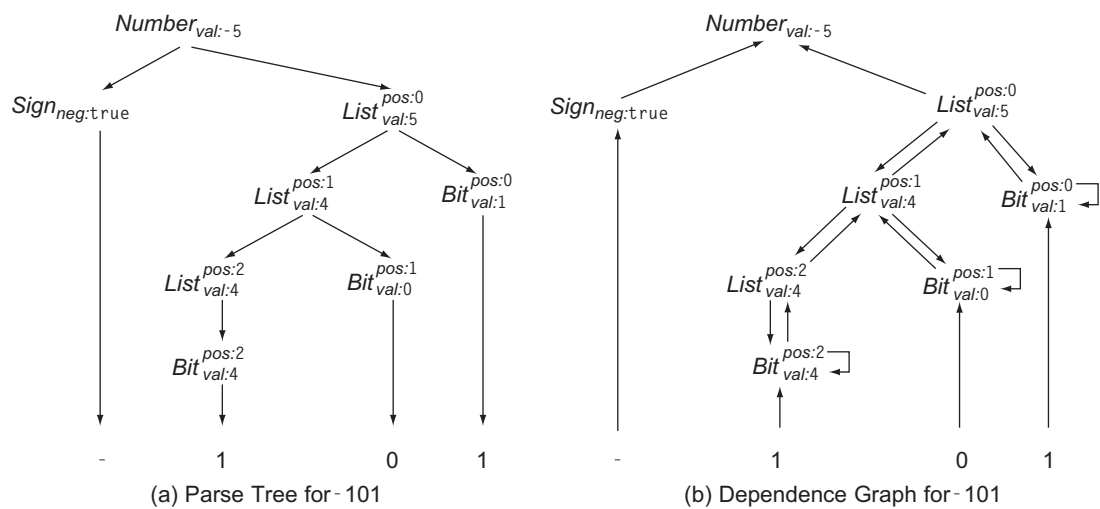 Number val:-5
Sign neg:true
List pos:0 val:5
List pos:1 val:4
Bit pos:0 val:1
List pos:2 val:4
Bit pos:1 val:0
Bit pos:2 val:4
- 1 0 1
(a) Parse Tree for -101
Number val:-5
Sign neg:true
List pos:0 val:5
List pos:1 val:4
Bit pos:0 val:1
List pos:2 val:4
Bit pos:1 val:0
Bit pos:2 val:4
- 1 0 1
(b) Dependence Graph for -101